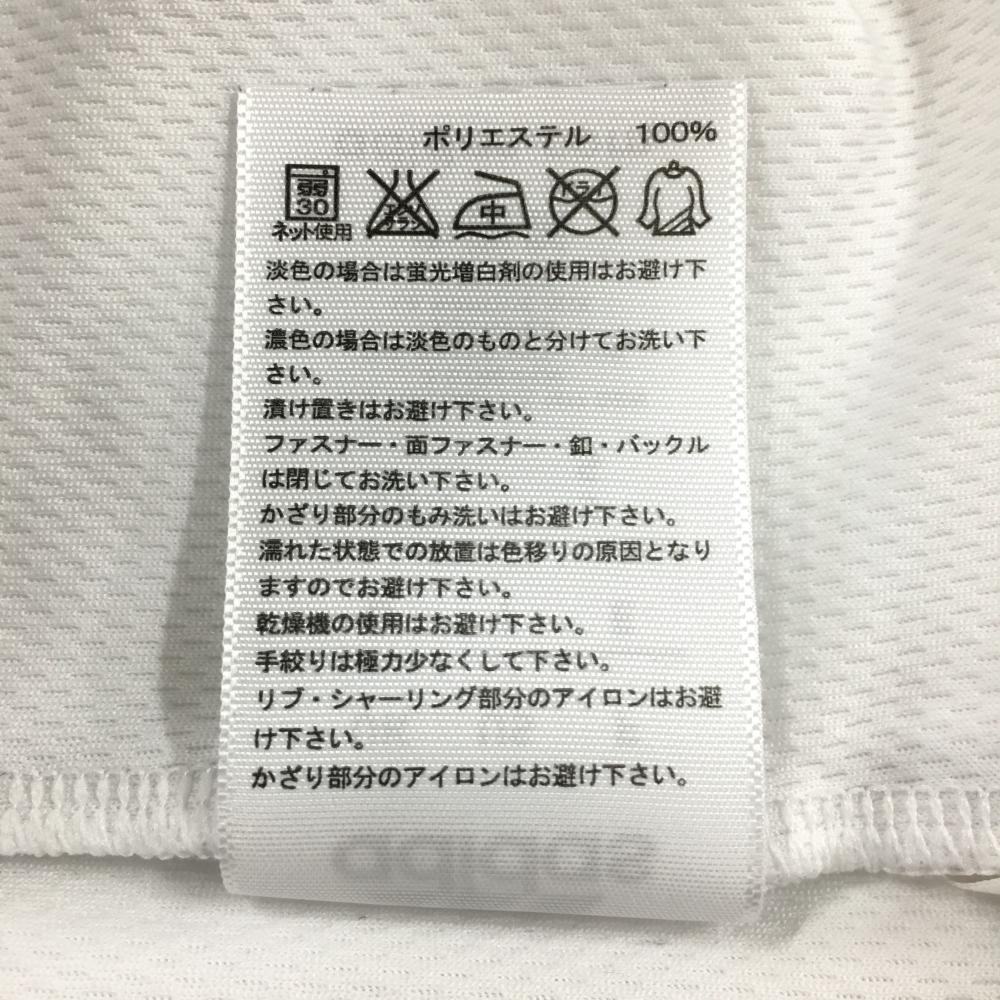 ポリエステル 100%
弱
30
ネット使用
エンソ
サラシ
中
ドライ
淡色の場合は蛍光増白剤の使用はお避け下
さい。
濃色の場合は淡色のものと分けてお洗い下
さい。
漬け置きはお避け下さい。
ファスナー・面ファスナー・釦・バックル
は閉じてお洗い下さい。
かざり部分のもみ洗いはお避け下さい。
濡れた状態での放置は色移りの原因となり
ますのでお避け下さい。
乾燥機の使用はお避け下さい。
手絞りは極力少なくして下さい。
リブ・シャーリング部分のアイロンはお避
け下さい。
かざり部分のアイロンはお避け下さい。